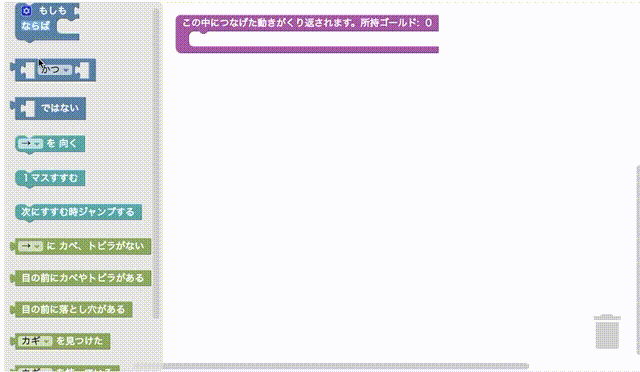 もしも
ならば
かつ
ではない
→ を 向く
1 マスすすむ
次にすすむ時ジャンプする
→ に カベ、トビラがない
目の前にカベやトビラがある
目の前に落とし穴がある
カギ を見つけた
この中につなげた動きがくり返されます。所持ゴールド: 0